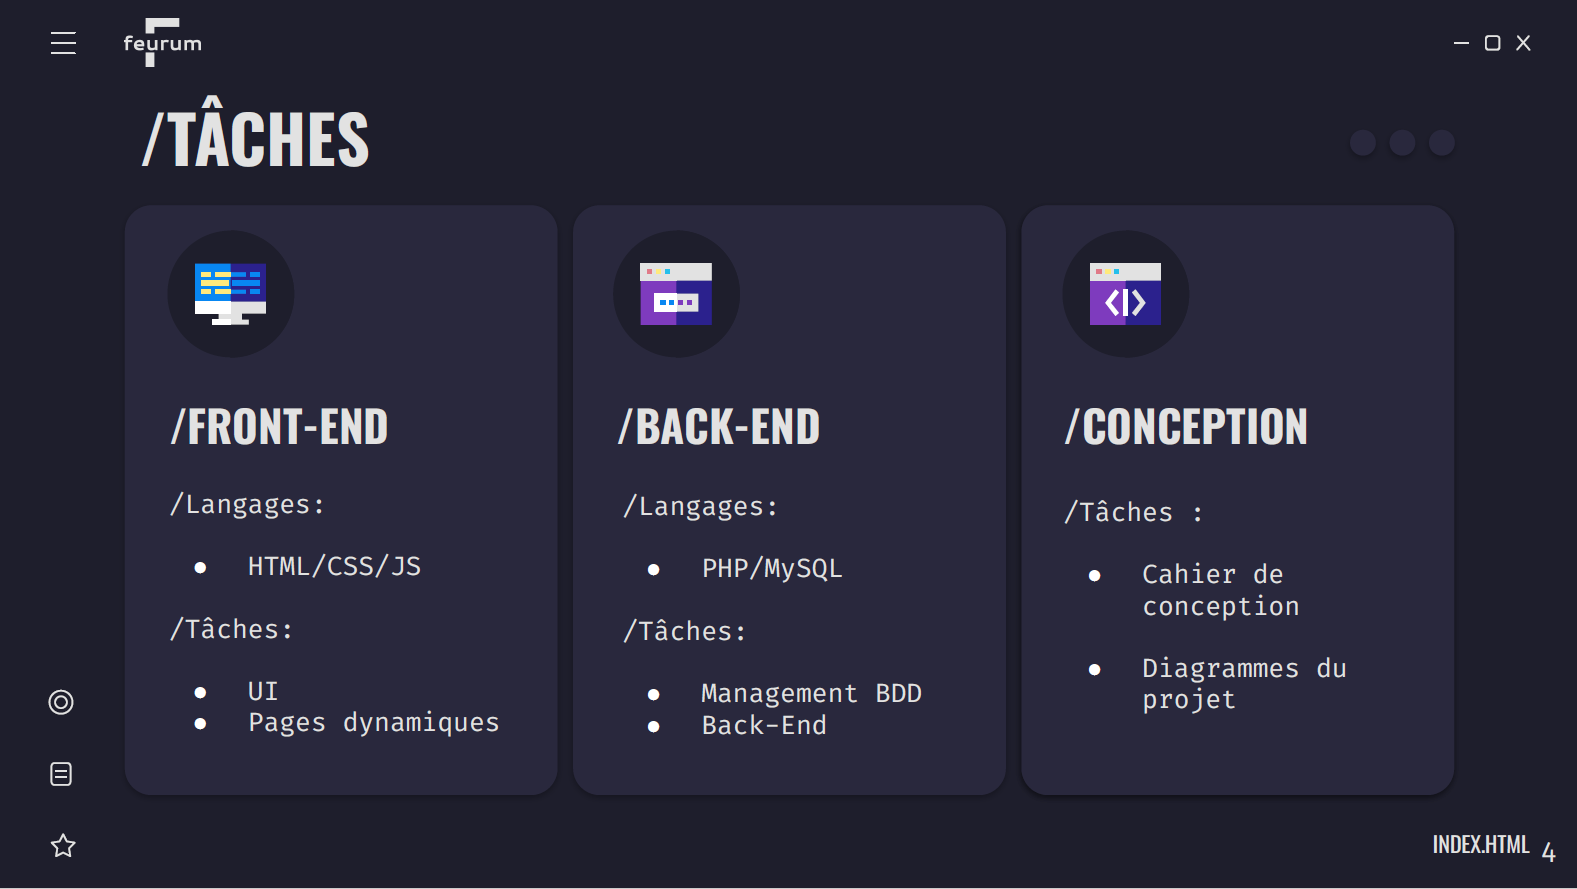 feurum
/TÂCHES
/FRONT-END
/Langages:
● HTML/CSS/JS
/Tâches:
● UI
● Pages dynamiques
/BACK-END
/Langages:
● PHP/MySQL
/Tâches:
● Management BDD
● Back-End
/CONCEPTION
/Tâches :
● Cahier de
conception
● Diagrammes du
projet
INDEX.HTML 4